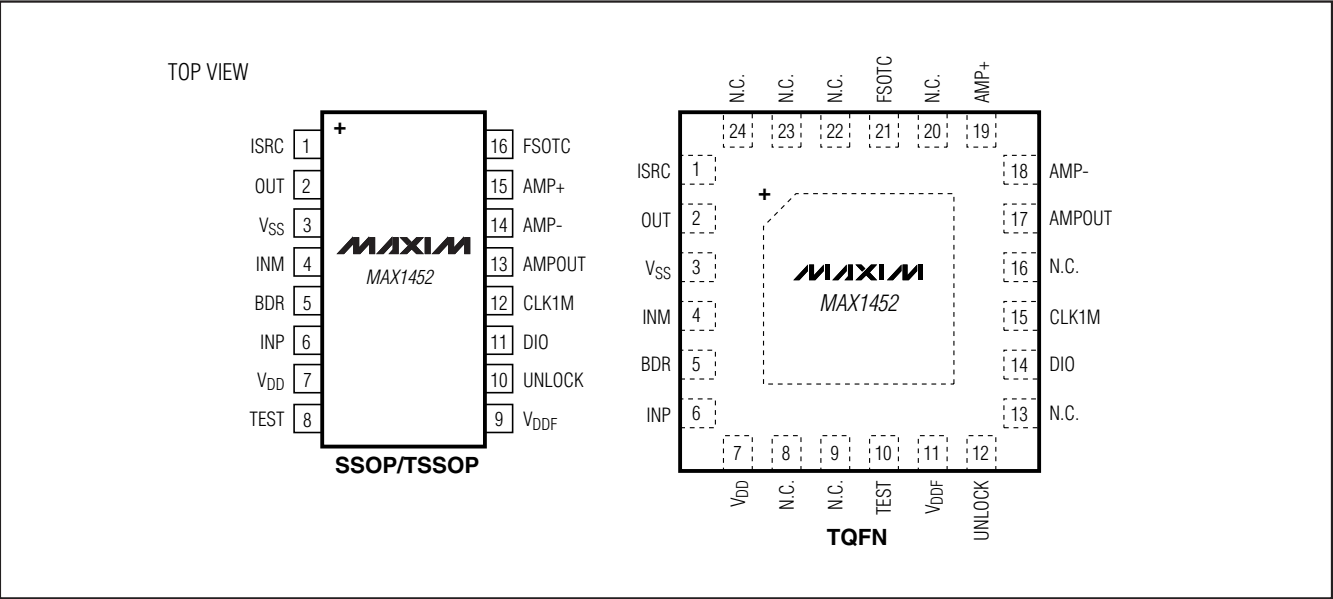 TOP VIEW
+
ISRC 1
OUT 2
VSS 3
INM 4
BDR 5
INP 6
VDD 7
TEST 8
16 FSOTC
15 AMP+
14 AMP-
13 AMPOUT
12 CLK1M
11 DIO
10 UNLOCK
9 VDDF
MAXIM
MAX1452
SSOP/TSSOP
N.C. N.C. N.C. FSOTC N.C. AMP+
24 23 22 21 20 19
ISRC 1
OUT 2
VSS 3
INM 4
BDR 5
INP 6
+
MAXIM
MAX1452
18 AMP-
17 AMPOUT
16 N.C.
15 CLK1M
14 DIO
13 N.C.
7 8 9 10 11 12
VDD N.C. N.C. TEST VDDF UNLOCK
TQFN